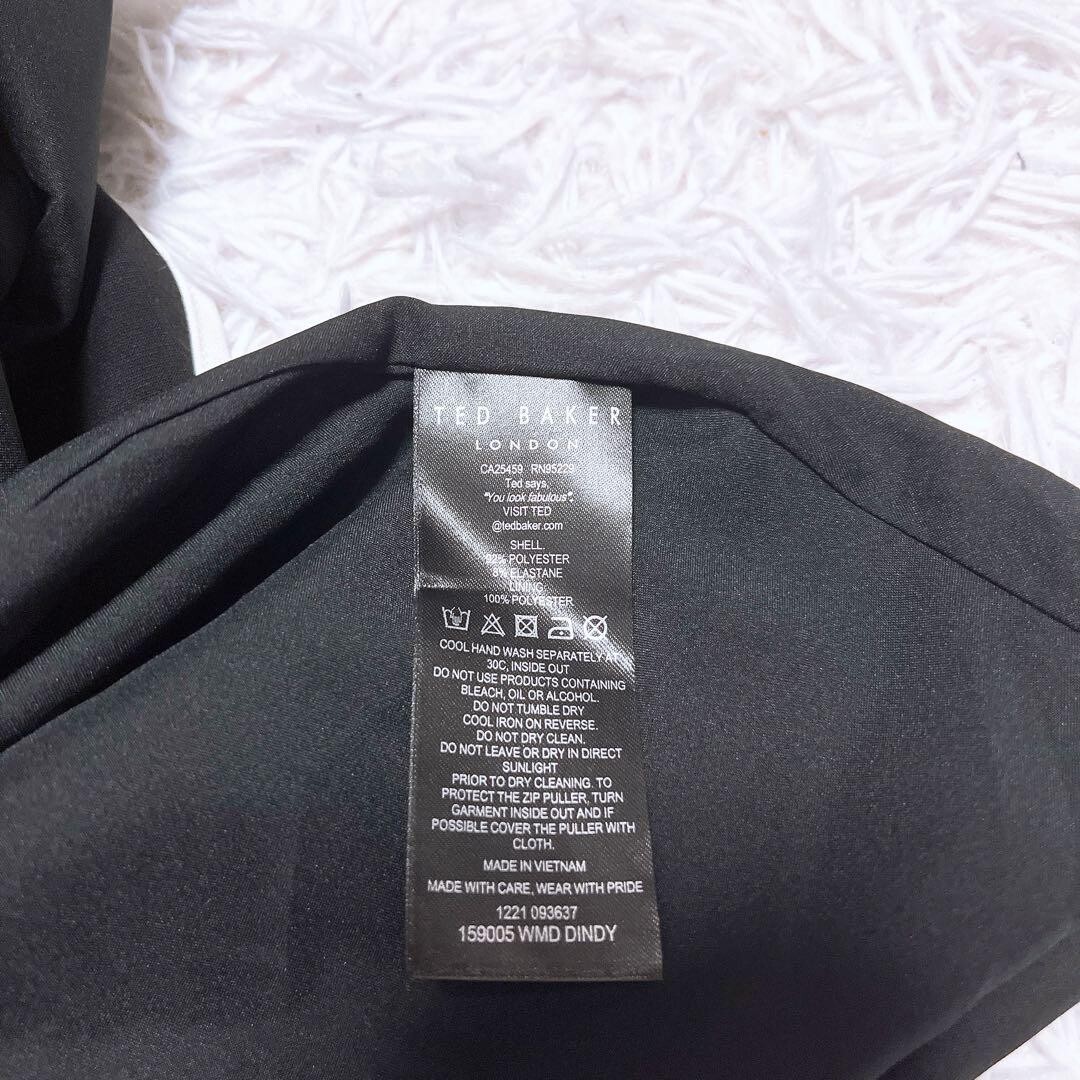 TED BAKER
LONDON
CA25459 RN95229
Ted says,
"You look fabulous".
VISIT TED
@tedbaker.com
SHELL.
92% POLYESTER
8% ELASTANE
LINING:
100% POLYESTER
COOL HAND WASH SEPARATELY AT
30C, INSIDE OUT
DO NOT USE PRODUCTS CONTAINING
BLEACH, OIL OR ALCOHOL.
DO NOT TUMBLE DRY
COOL IRON ON REVERSE.
DO NOT DRY CLEAN.
DO NOT LEAVE OR DRY IN DIRECT
SUNLIGHT
PRIOR TO DRY CLEANING. TO
PROTECT THE ZIP PULLER, TURN
GARMENT INSIDE OUT AND IF
POSSIBLE COVER THE PULLER WITH
CLOTH.
MADE IN VIETNAM
MADE WITH CARE, WEAR WITH PRIDE
1221 093637
159005 WMD DINDY